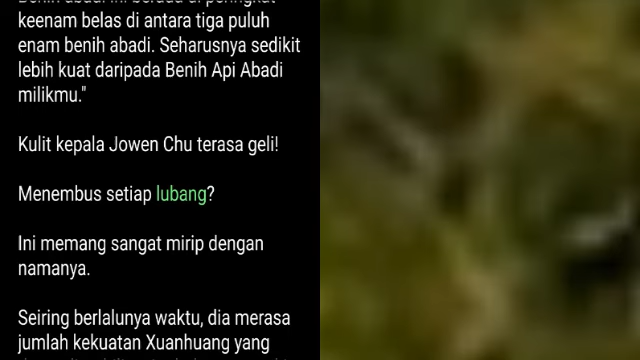 keenam belas di antara tiga puluh
enam benih abadi. Seharusnya sedikit
lebih kuat daripada Benih Api Abadi
milikmu."
Kulit kepala Jowen Chu terasa geli!
Menembus setiap lubang?
Ini memang sangat mirip dengan
namanya.
Seiring berlalunya waktu, dia merasa
jumlah kekuatan Xuanhuang yang